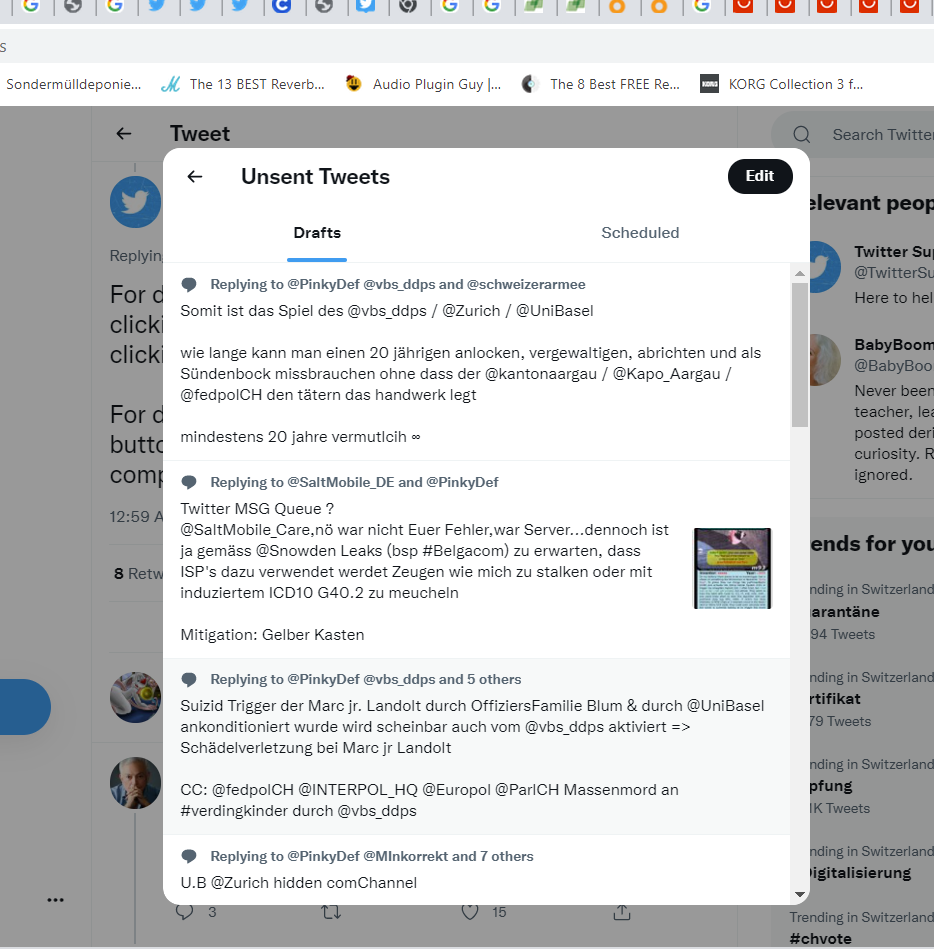 s
Sondermülldeponie... The 13 BEST Reverb... Audio Plugin Guy |... The 8 Best FREE Re... KORG KORG Collection 3 f...
Tweet
Search Twitter
Unsent Tweets
Edit
Drafts
Scheduled
Replying to @PinkyDef @vbs_ddps and @schweizerarmee
Somit ist das Spiel des @vbs_ddps / @Zurich / @UniBasel
wie lange kann man einen 20 jährigen anlocken, vergewaltigen, abrichten und als
Sündenbock missbrauchen ohne dass der @kantonaargau / @Kapo_Aargau /
@fedpolCH den tätern das handwerk legt
mindestens 20 jahre vermutlcih ∞
Replying to @SaltMobile_DE and @PinkyDef
Twitter MSG Queue ?
@SaltMobile_Care,nö war nicht Euer Fehler,war Server...dennoch ist
ja gemäss @Snowden Leaks (bsp #Belgacom) zu erwarten, dass
ISP's dazu verwendet werdet Zeugen wie mich zu stalken oder mit
induziertem ICD10 G40.2 zu meucheln
Mitigation: Gelber Kasten
Replying to @PinkyDef @vbs_ddps and 5 others
Suizid Trigger der Marc jr. Landolt durch OffiziersFamilie Blum & durch @UniBasel
ankonditioniert wurde wird scheinbar auch vom @vbs_ddps aktiviert =>
Schädelverletzung bei Marc jr Landolt
CC: @fedpolCH @INTERPOL_HQ @Europol @ParlCH Massenmord an
#verdingkinder durch @vbs_ddps
Replying to @PinkyDef @MInkorrekt and 7 others
U.B @Zurich hidden comChannel
Replyin
For d
clicki
clicki
For d
butto
comp
12:59 A
8 Retw
3
15
elevant peop
Twitter Su
@TwitterSu
Here to hel
BabyBoom
@BabyBoo
Never been
teacher, lea
posted deri
curiosity. R
ignored.
ends for you
nding in Switzerland
arantäne
94 Tweets
nding in Switzerland
rtifikat
79 Tweets
nding in Switzerland
pfung
1K Tweets
nding in Switzerland
igitalisierung
Trending in Switzerland
#chvote